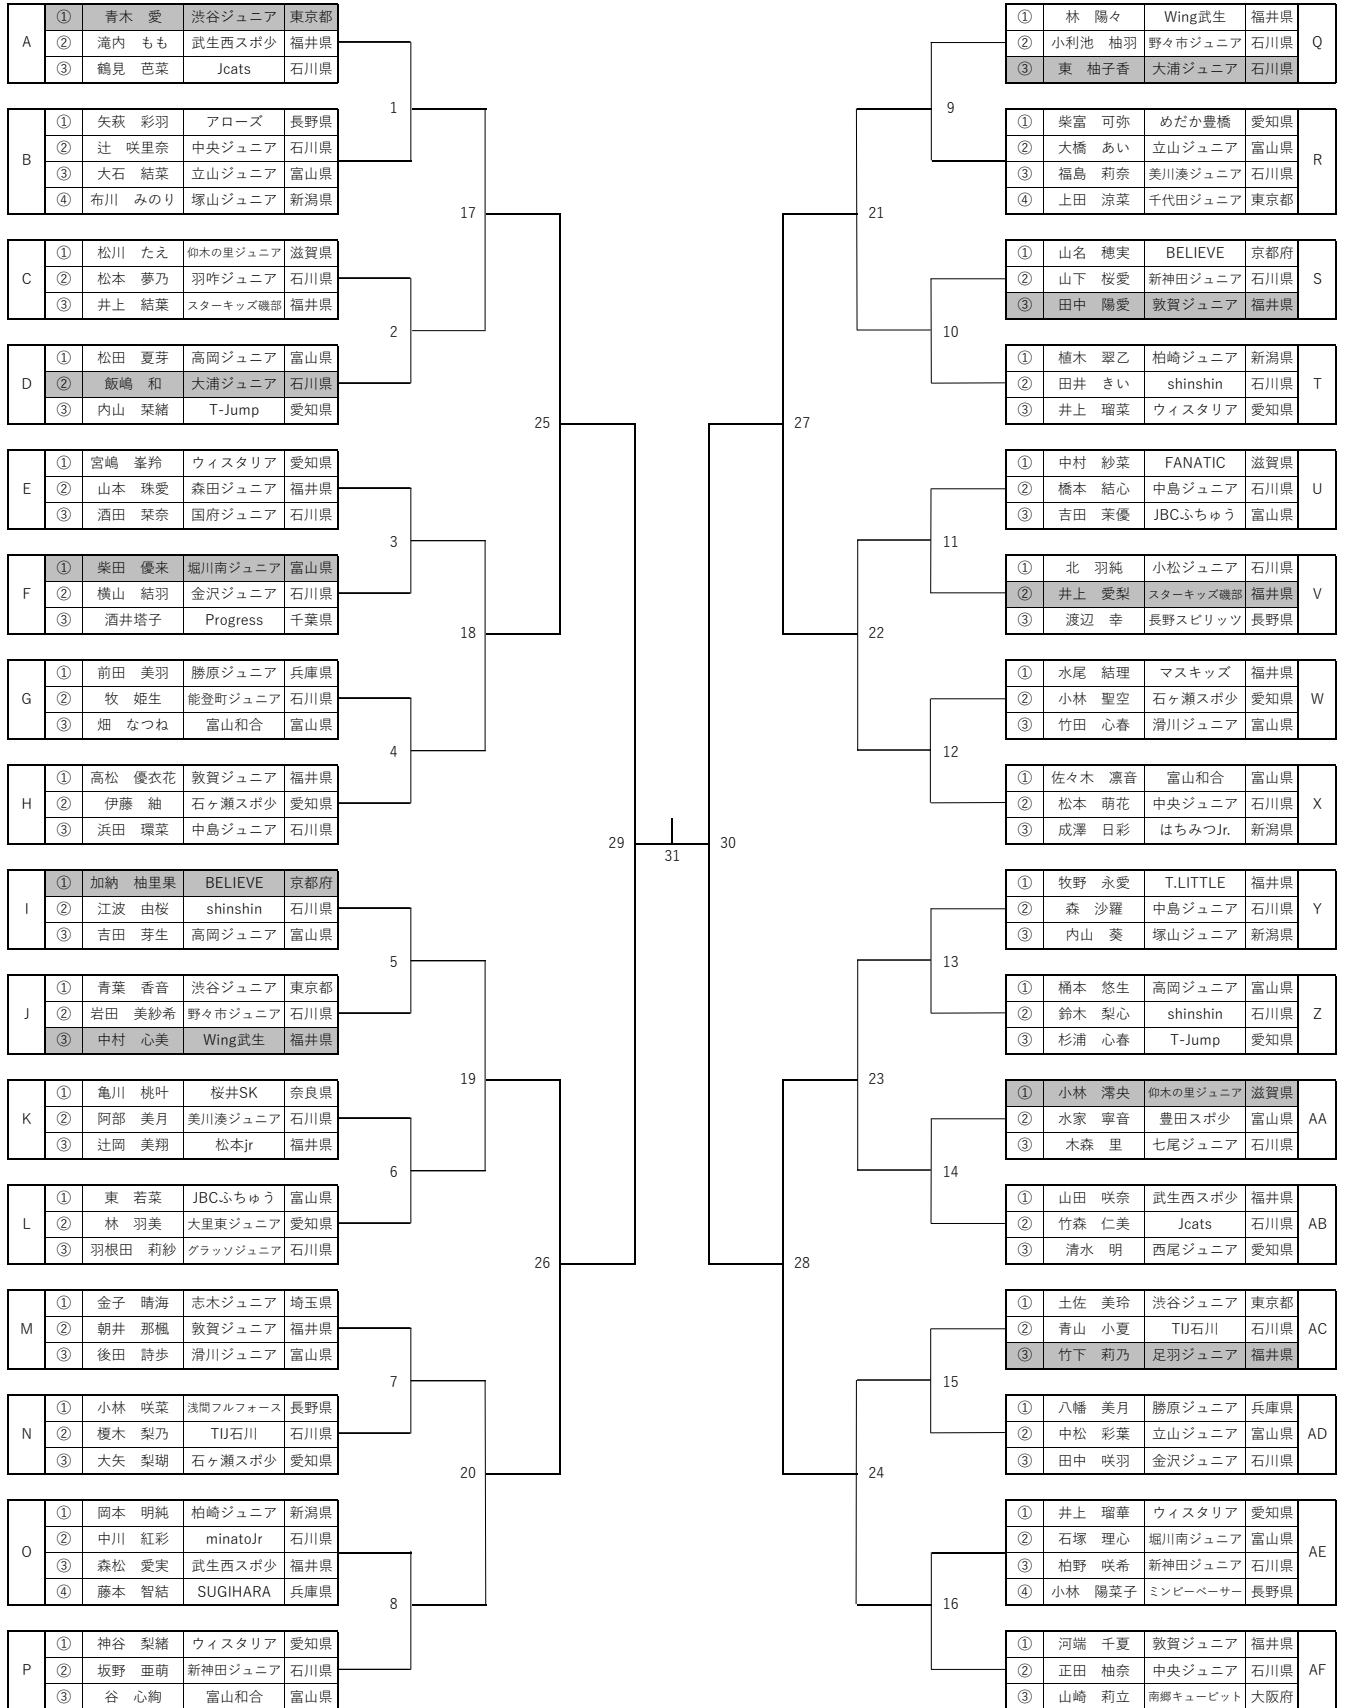 A
① 青木 愛 渋谷ジュニア 東京都
② 滝内 もも 武生西スポ少 福井県
③ 鶴見 芭菜 Jcats 石川県
1
B
① 矢萩 彩羽 アローズ 長野県
② 辻 咲里奈 中央ジュニア 石川県
③ 大石 結菜 立山ジュニア 富山県
④ 布川 みのり 塚山ジュニア 新潟県
17
C
① 松川 たえ 仰木の里ジュニア 滋賀県
② 松本 夢乃 羽咋ジュニア 石川県
③ 井上 結葉 スターキッズ磯部 福井県
2
D
① 松田 夏芽 高岡ジュニア 富山県
② 飯嶋 和 大浦ジュニア 石川県
③ 内山 栞緒 T-Jump 愛知県
25
E
① 宮嶋 峯羚 ウィスタリア 愛知県
② 山本 珠愛 森田ジュニア 福井県
③ 酒田 栞奈 国府ジュニア 石川県
3
F
① 柴田 優来 堀川南ジュニア 富山県
② 横山 結羽 金沢ジュニア 石川県
③ 酒井塔子 Progress 千葉県
18
G
① 前田 美羽 勝原ジュニア 兵庫県
② 牧 姫生 能登町ジュニア 石川県
③ 畑 なつね 富山和合 富山県
4
H
① 高松 優衣花 敦賀ジュニア 福井県
② 伊藤 紬 石ヶ瀬スポ少 愛知県
③ 浜田 環菜 中島ジュニア 石川県
29
31
I
① 加納 柚里果 BELIEVE 京都府
② 江波 由桜 shinshin 石川県
③ 吉田 芽生 高岡ジュニア 富山県
5
J
① 青葉 香音 渋谷ジュニア 東京都
② 岩田 美紗希 野々市ジュニア 石川県
③ 中村 心美 Wing武生 福井県
19
K
① 亀川 桃叶 桜井SK 奈良県
② 阿部 美月 美川湊ジュニア 石川県
③ 辻岡 美翔 松本jr 福井県
6
L
① 東 若菜 JBCふちゅう 富山県
② 林 羽美 大里東ジュニア 愛知県
③ 羽根田 莉紗 グラッソジュニア 石川県
26
M
① 金子 晴海 志木ジュニア 埼玉県
② 朝井 那楓 敦賀ジュニア 福井県
③ 後田 詩歩 滑川ジュニア 富山県
7
N
① 小林 咲菜 浅間フルフォース 長野県
② 榎木 梨乃 TIJ石川 石川県
③ 大矢 梨瑚 石ヶ瀬スポ少 愛知県
20
O
① 岡本 明純 柏崎ジュニア 新潟県
② 中川 紅彩 minatoJr 石川県
③ 森松 愛実 武生西スポ少 福井県
④ 藤本 智結 SUGIHARA 兵庫県
8
P
① 神谷 梨緒 ウィスタリア 愛知県
② 坂野 亜萌 新神田ジュニア 石川県
③ 谷 心絢 富山和合 富山県
① 林 陽々 Wing武生 福井県
② 小利池 柚羽 野々市ジュニア 石川県
③ 東 柚子香 大浦ジュニア 石川県
Q
9
① 柴富 可弥 めだか豊橋 愛知県
② 大橋 あい 立山ジュニア 富山県
③ 福島 莉奈 美川湊ジュニア 石川県
④ 上田 涼菜 千代田ジュニア 東京都
R
21
① 山名 穂実 BELIEVE 京都府
② 山下 桜愛 新神田ジュニア 石川県
③ 田中 陽愛 敦賀ジュニア 福井県
S
10
① 植木 翠乙 柏崎ジュニア 新潟県
② 田井 きい shinshin 石川県
③ 井上 瑠菜 ウィスタリア 愛知県
T
27
① 中村 紗菜 FANATIC 滋賀県
② 橋本 結心 中島ジュニア 石川県
③ 吉田 茉優 JBCふちゅう 富山県
U
11
① 北 羽純 小松ジュニア 石川県
② 井上 愛梨 スターキッズ磯部 福井県
③ 渡辺 幸 長野スピリッツ 長野県
V
22
① 水尾 結理 マスキッズ 福井県
② 小林 聖空 石ヶ瀬スポ少 愛知県
③ 竹田 心春 滑川ジュニア 富山県
W
12
① 佐々木 凛音 富山和合 富山県
② 松本 萌花 中央ジュニア 石川県
③ 成澤 日彩 はちみつJr. 新潟県
X
30
① 牧野 永愛 T.LITTLE 福井県
② 森 沙羅 中島ジュニア 石川県
③ 内山 葵 塚山ジュニア 新潟県
Y
13
① 桶本 悠生 高岡ジュニア 富山県
② 鈴木 梨心 shinshin 石川県
③ 杉浦 心春 T-Jump 愛知県
Z
23
① 小林 澪央 仰木の里ジュニア 滋賀県
② 水家 寧音 豊田スポ少 富山県
③ 木森 里 七尾ジュニア 石川県
AA
14
① 山田 咲奈 武生西スポ少 福井県
② 竹森 仁美 Jcats 石川県
③ 清水 明 西尾ジュニア 愛知県
AB
28
① 土佐 美玲 渋谷ジュニア 東京都
② 青山 小夏 TIJ石川 石川県
③ 竹下 莉乃 足羽ジュニア 福井県
AC
15
① 八幡 美月 勝原ジュニア 兵庫県
② 中松 彩葉 立山ジュニア 富山県
③ 田中 咲羽 金沢ジュニア 石川県
AD
24
① 井上 瑠華 ウィスタリア 愛知県
② 石塚 理心 堀川南ジュニア 富山県
③ 柏野 咲希 新神田ジュニア 石川県
④ 小林 陽菜子 ミンピーベーサー 長野県
AE
16
① 河端 千夏 敦賀ジュニア 福井県
② 正田 柚奈 中央ジュニア 石川県
③ 山崎 莉立 南郷キューピット 大阪府
AF